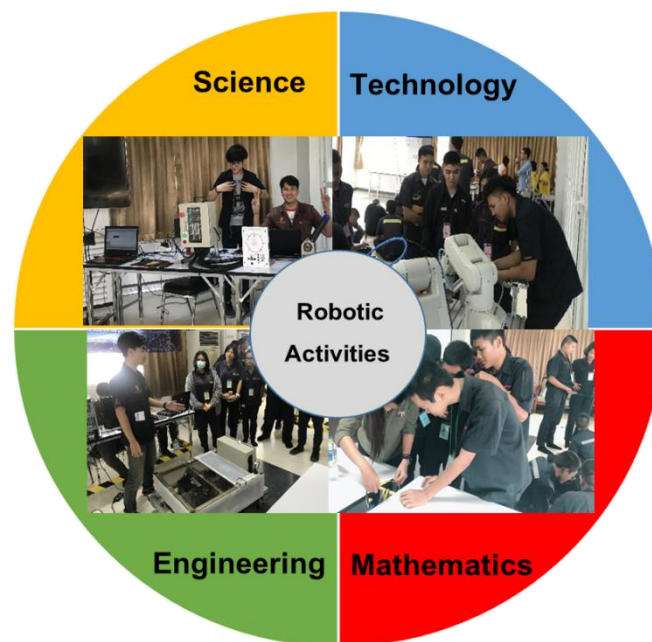 Science
Technology
Robotic
Activities
Engineering
Mathematics